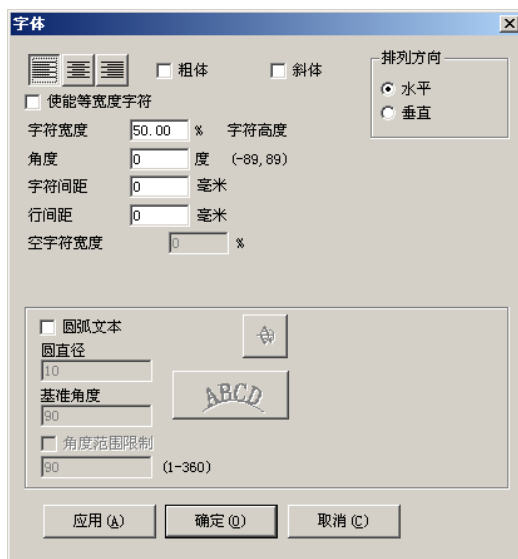 字体
粗体 斜体 排列方向
水平
使能等宽度字符
垂直
字符宽度 50.00 % 字符高度
角度 0 度 (-89,89)
字符间距 0 毫米
行间距 0 毫米
空字符宽度 0 %
圆弧文本
圆直径
10
基准角度
ABCD
90
角度范围限制
90 (1-360)
应用(A) 确定(O) 取消(C)